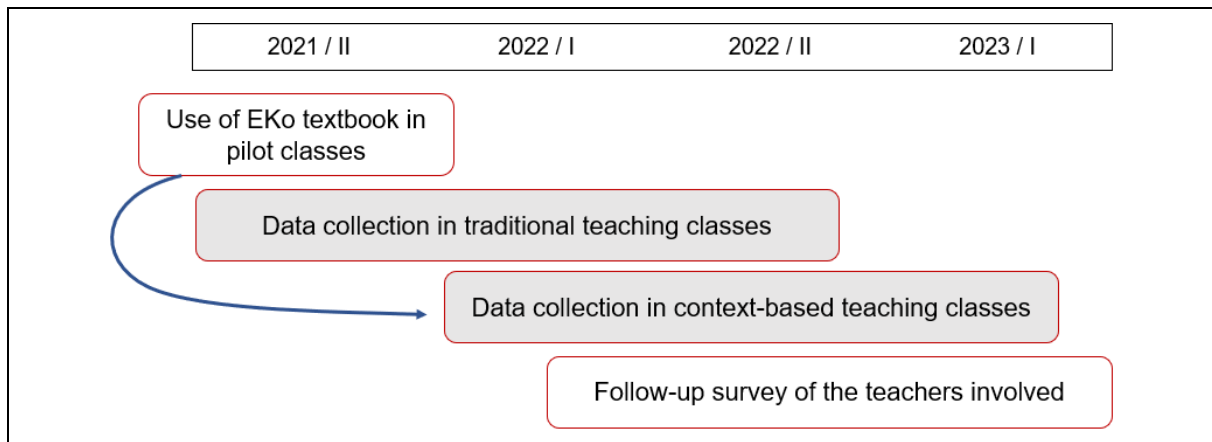 2021 / II 2022 / I 2022 / II 2023 / I
Use of EKo textbook in
pilot classes
Data collection in traditional teaching classes
Data collection in context-based teaching classes
Follow-up survey of the teachers involved